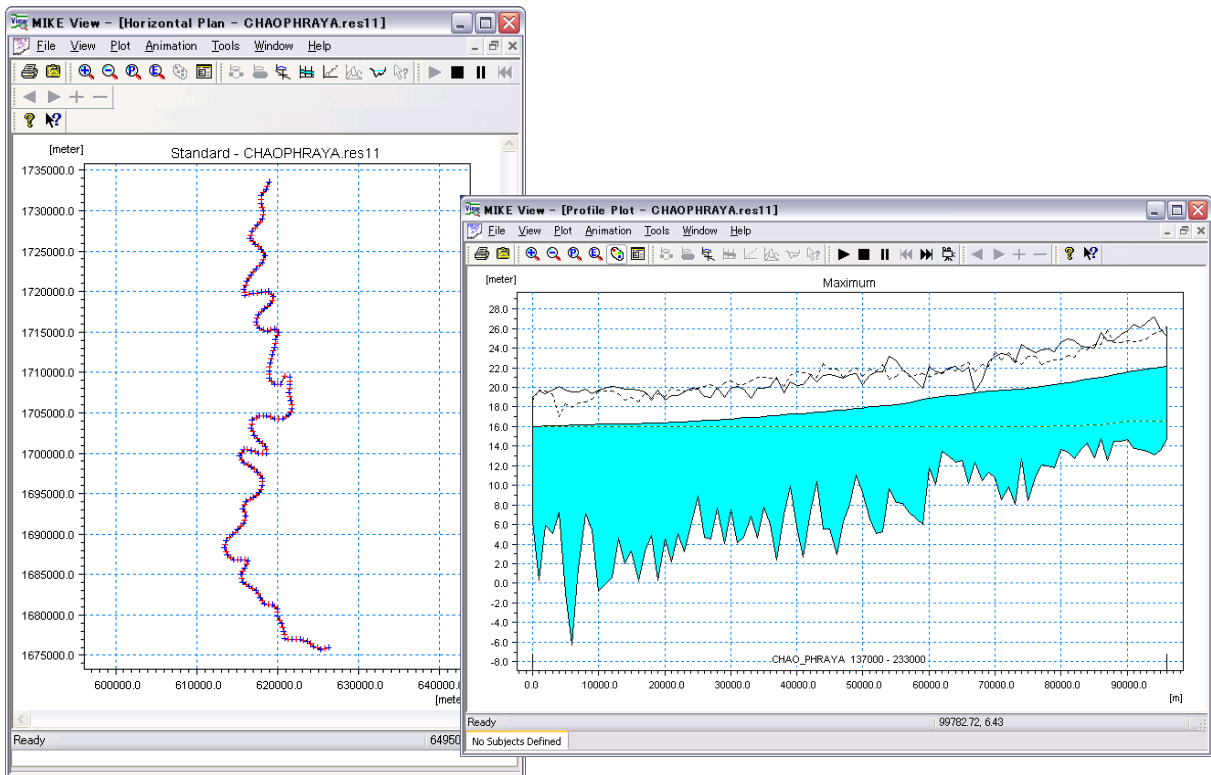 MIKE View - [Horizontal Plan - CHAOPHRAYA.res11]
File View Plot Animation Tools Window Help
[meter]
Standard - CHAOPHRAYA.res11
1735000.0
1730000.0
1725000.0
1720000.0
1715000.0
1710000.0
1705000.0
1700000.0
1695000.0
1690000.0
1685000.0
1680000.0
1675000.0
600000.0 610000.0 620000.0 630000.0 640000.0
[mete
Ready 64950
MIKE View - [Profile Plot - CHAOPHRAYA.res11]
File View Plot Animation Tools Window Help
[meter]
Maximum
28.0
26.0
24.0
22.0
20.0
18.0
16.0
14.0
12.0
10.0
8.0
6.0
4.0
2.0
0.0
-2.0
-4.0
-6.0
-8.0
CHAO_PHRAYA 137000 - 233000
0.0 10000.0 20000.0 30000.0 40000.0 50000.0 60000.0 70000.0 80000.0 90000.0
[m]
Ready 99782.72, 6.43
No Subjects Defined